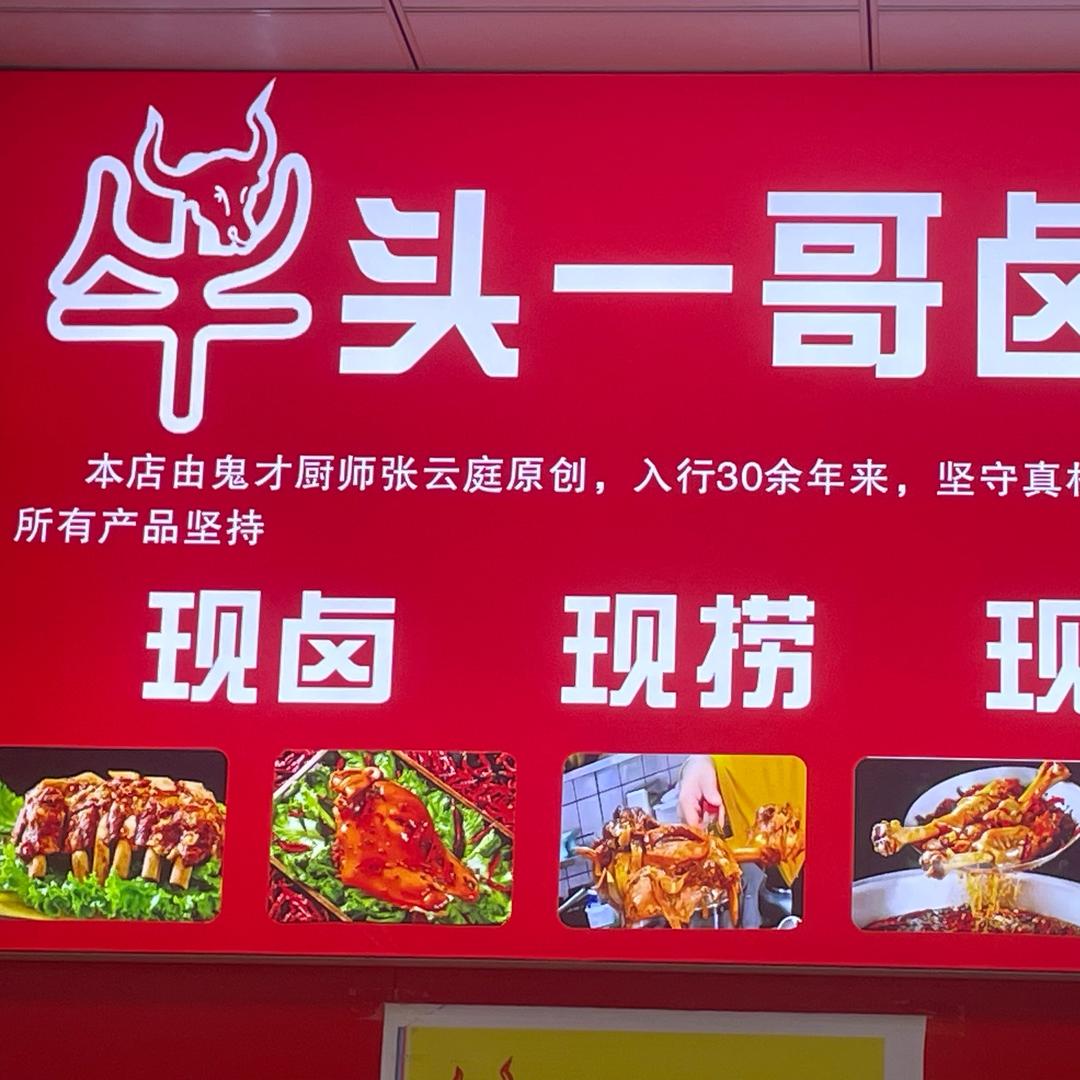 牛头一哥卤
本店由鬼才厨师张云庭原创，入行30余年来，坚守真
所有产品坚持
现卤 现捞 现